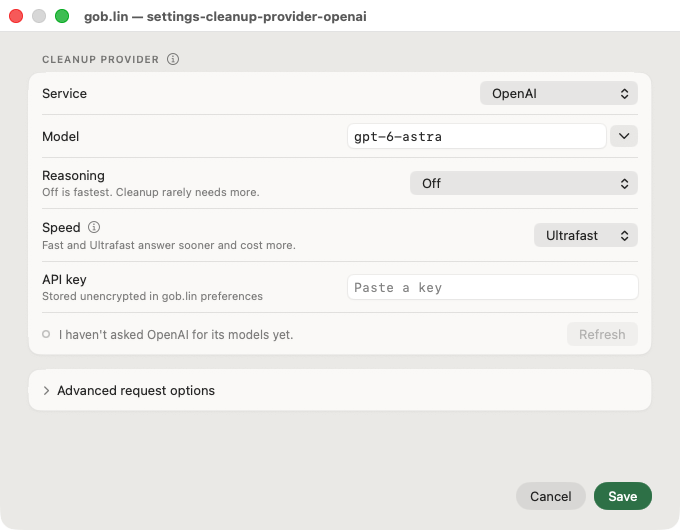 gob.lin — settings-cleanup-provider-openai
CLEANUP PROVIDER
Service
OpenAI
Model
gpt-6-astra
Reasoning
Off is fastest. Cleanup rarely needs more.
Off
Speed
Fast and Ultrafast answer sooner and cost more.
Ultrafast
API key
Stored unencrypted in gob.lin preferences
Paste a key
I haven't asked OpenAI for its models yet.
Refresh
Advanced request options
Cancel
Save